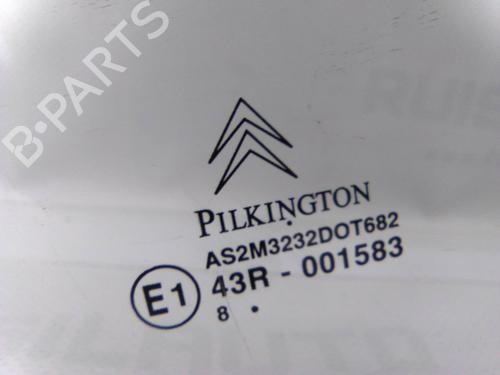 B-PARTS
PILKINGTON
AS2M3232DOT682
E1 43R - 001583
8 •